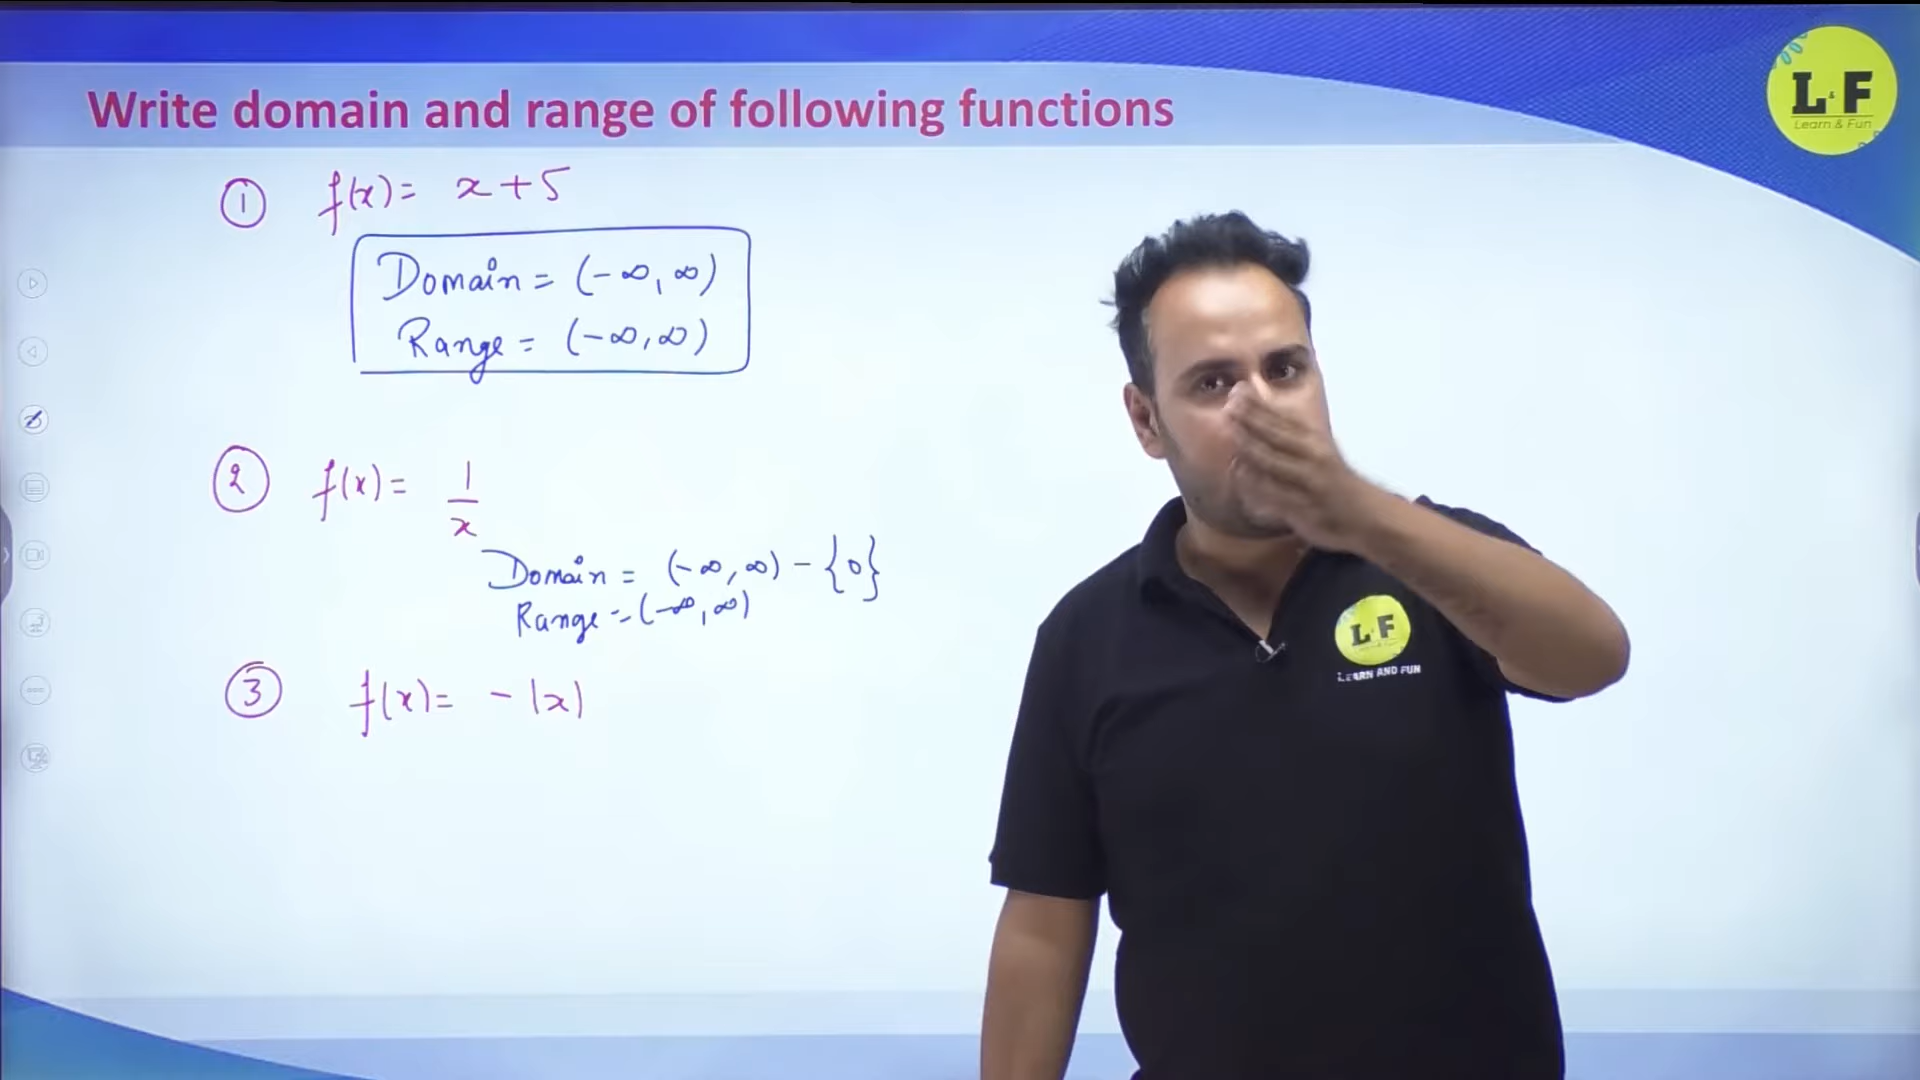 Write domain and range of following functions
L&F
Learn & Fun
① f(x)= x+5
Domain = (-∞, ∞)
Range = (-∞, ∞)
② f(x)= 1/x
Domain = (-∞, ∞) - {0}
Range = (-∞, ∞)
③ f(x)= -|x|
L&F
LEARN AND FUN